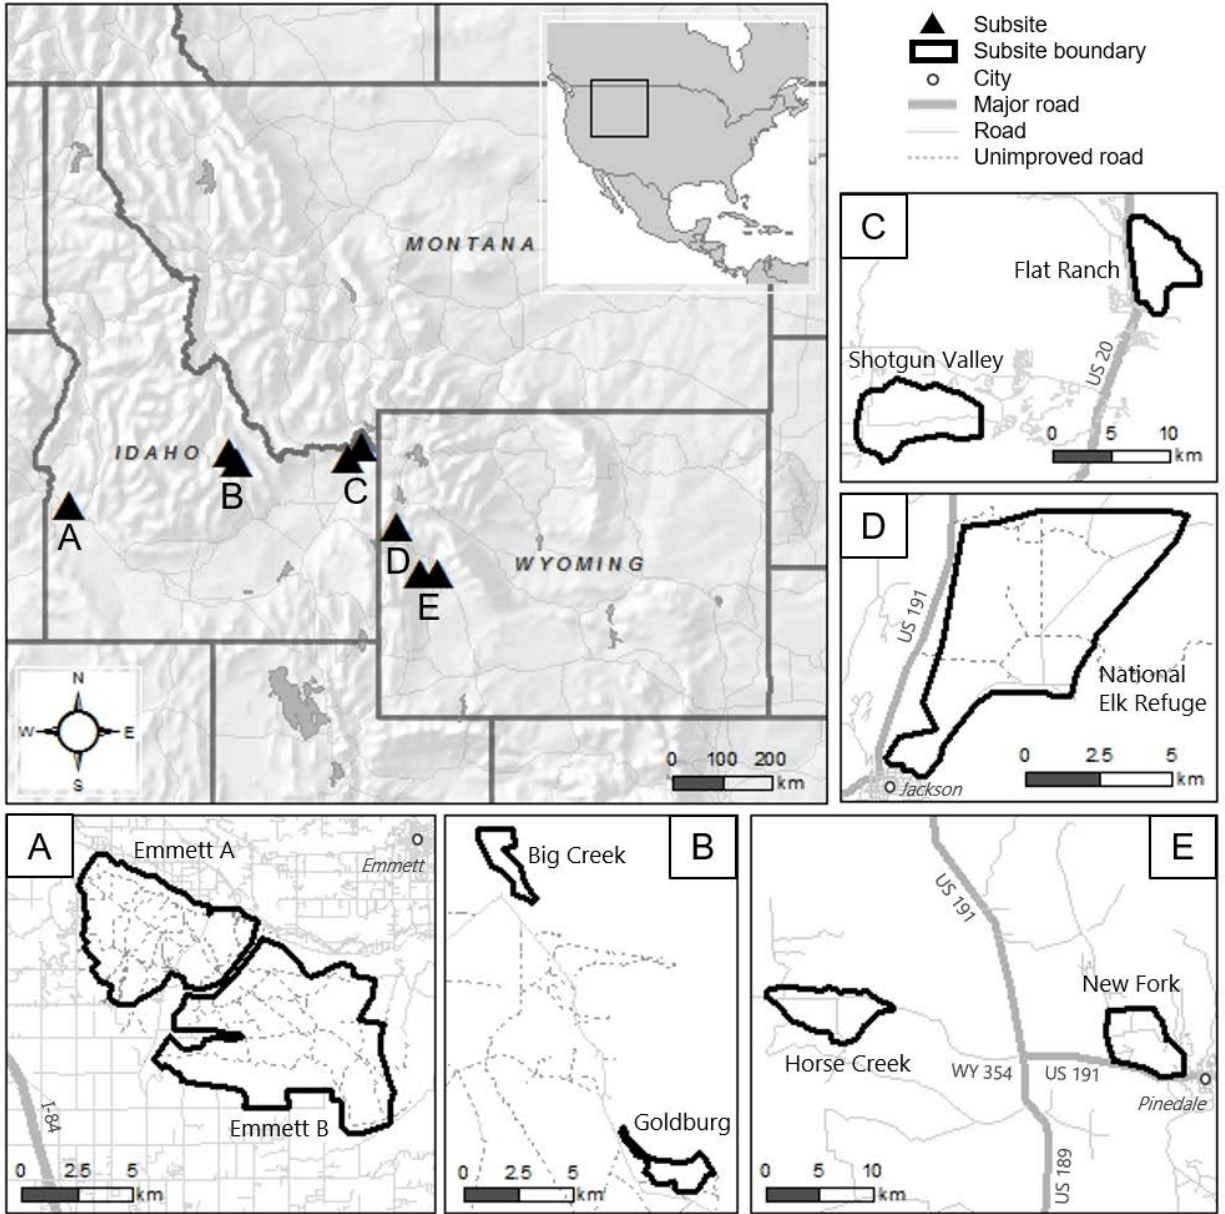 Subsite
Subsite boundary
City
Major road
Road
Unimproved road
MONTANA
IDAHO
WYOMING
A
B
C
D
E
N
W
E
S
0 100 200
km
C
Flat Ranch
Shotgun Valley
US 20
0 5 10
km
D
US 191
National
Elk Refuge
0 2.5 5
km
Jackson
A
Emmett A
Emmett
I-84
Emmett B
0 2.5 5
km
B
Big Creek
Goldburg
0 2.5 5
km
E
US 191
New Fork
Horse Creek
WY 354
US 191
Pinedale
US 189
0 5 10
km